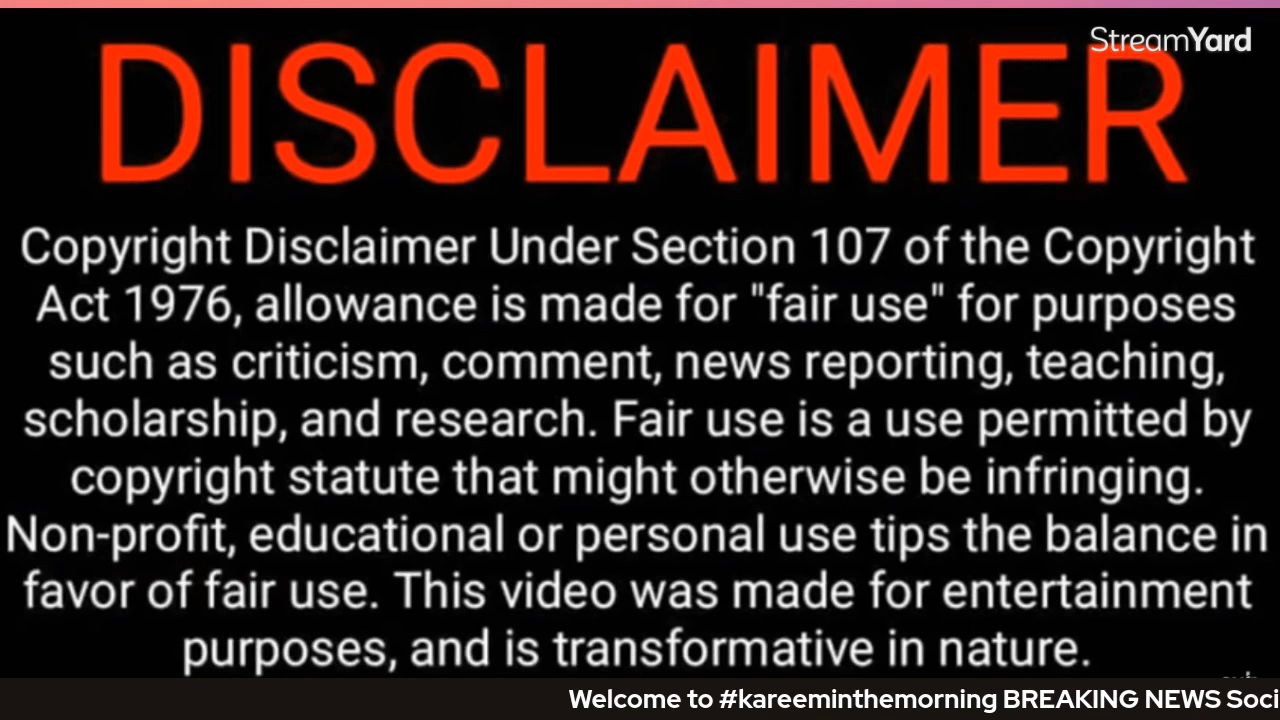 StreamYard
DISCLAIMER
Copyright Disclaimer Under Section 107 of the Copyright
Act 1976, allowance is made for "fair use" for purposes
such as criticism, comment, news reporting, teaching,
scholarship, and research. Fair use is a use permitted by
copyright statute that might otherwise be infringing.
Non-profit, educational or personal use tips the balance in
favor of fair use. This video was made for entertainment
purposes, and is transformative in nature.
Welcome to #kareeminthemorning BREAKING NEWS Soci